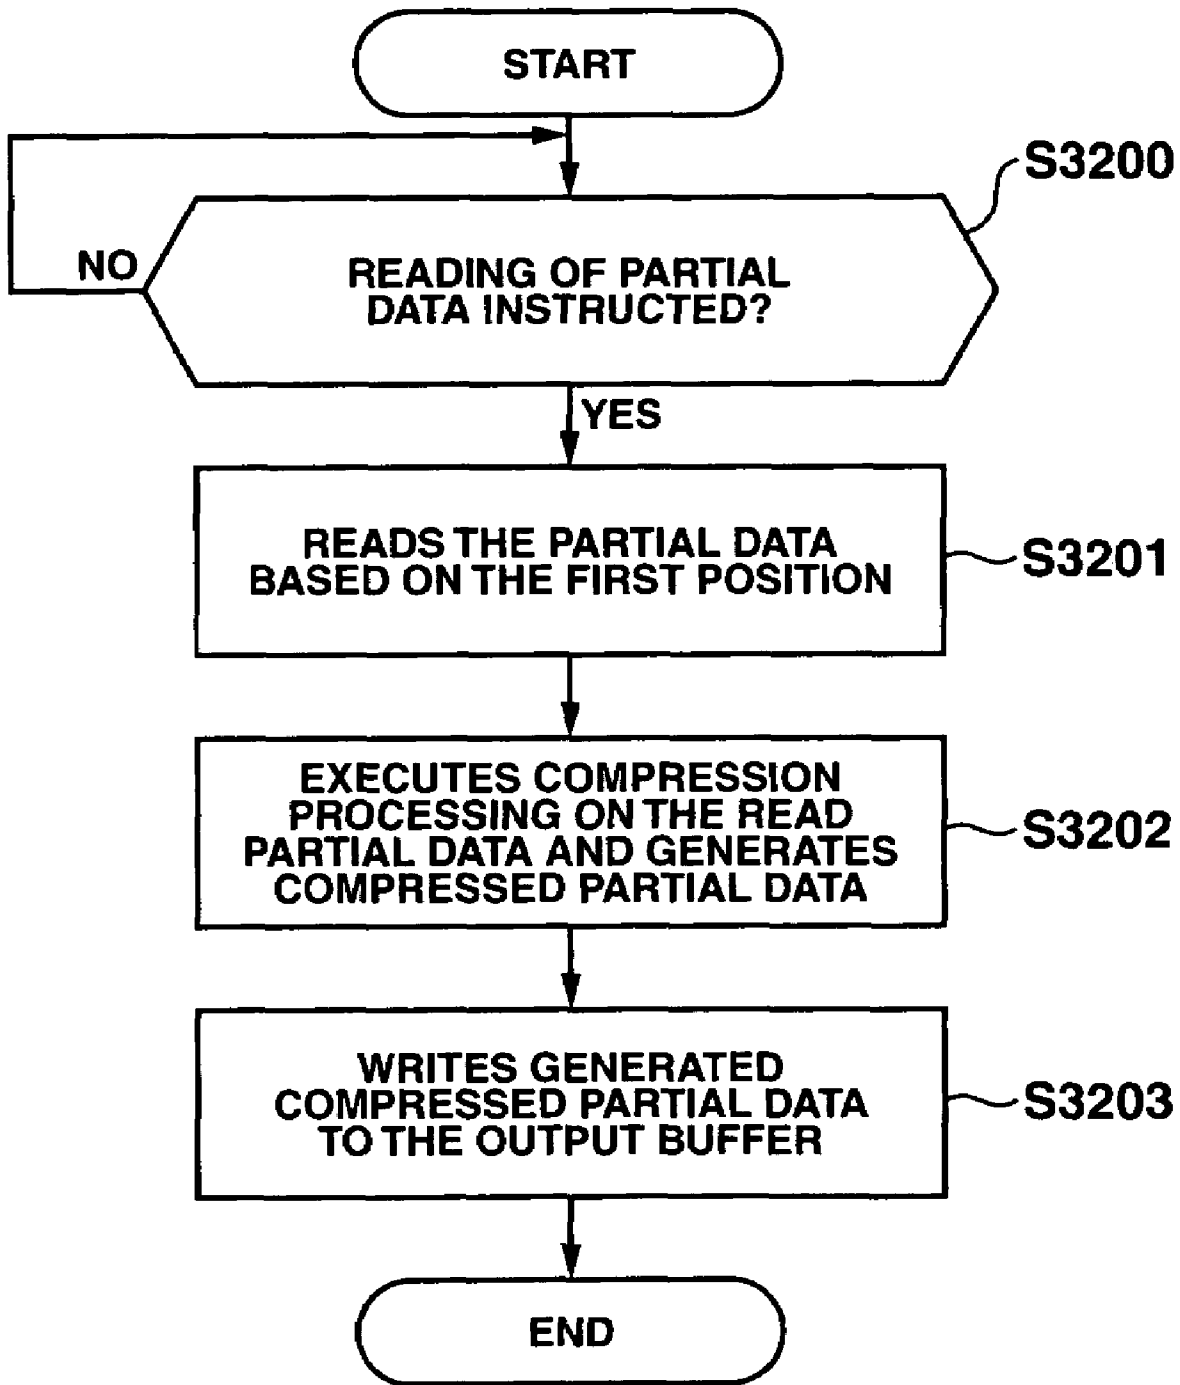 START
S3200
NO
READING OF PARTIAL
DATA INSTRUCTED?
YES
READS THE PARTIAL DATA
BASED ON THE FIRST POSITION
S3201
EXECUTES COMPRESSION
PROCESSING ON THE READ
PARTIAL DATA AND GENERATES
COMPRESSED PARTIAL DATA
S3202
WRITES GENERATED
COMPRESSED PARTIAL DATA
TO THE OUTPUT BUFFER
S3203
END